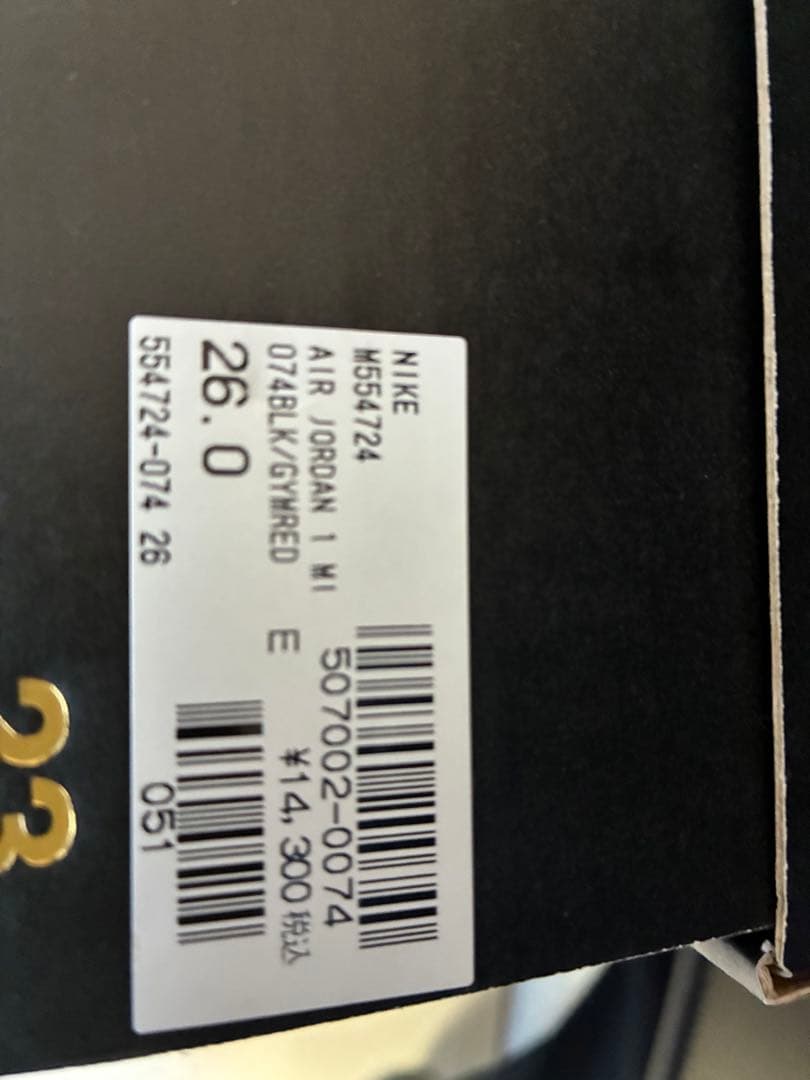 NIKE
M554724
AIR JORDAN 1 MI
507002-0074
074BLK/GYMRED E
¥14,300税込
26.0
554724-074 26
051
23